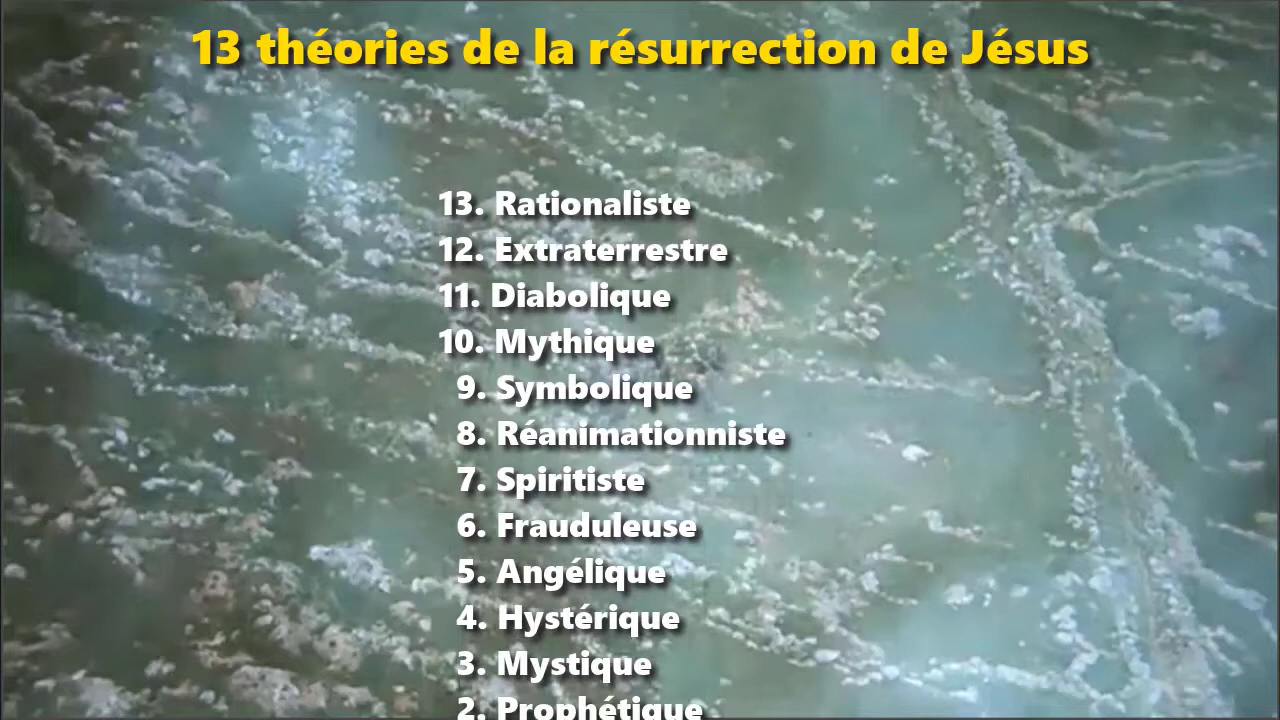 13 théories de la résurrection de Jésus
13. Rationaliste
12. Extraterrestre
11. Diabolique
10. Mythique
9. Symbolique
8. Réanimationniste
7. Spiritiste
6. Frauduleuse
5. Angélique
4. Hystérique
3. Mystique
2. Prophétique